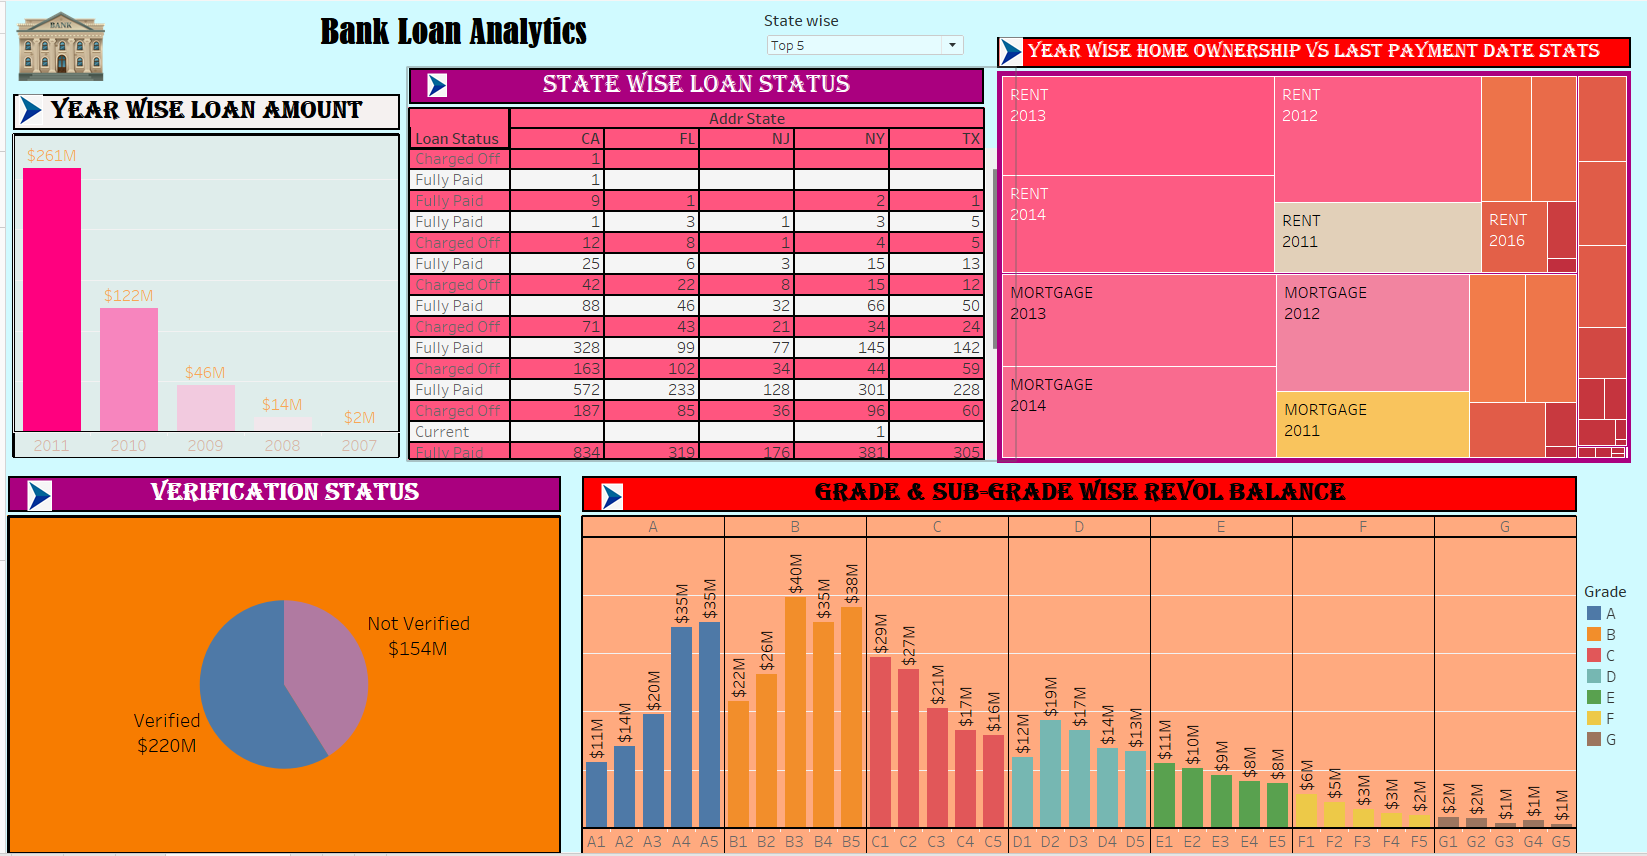 BANK
Bank Loan Analytics
State wise
Top 5
YEAR WISE LOAN AMOUNT
$261M
$122M
$46M
$14M
$2M
2011 2010 2009 2008 2007
STATE WISE LOAN STATUS
Addr State
Loan Status CA FL NJ NY TX
Charged Off 1
Fully Paid 1
Fully Paid 9 1 2 1
Fully Paid 1 3 1 3 5
Charged Off 12 8 1 4 5
Fully Paid 25 6 3 15 13
Charged Off 42 22 8 15 12
Fully Paid 88 46 32 66 50
Charged Off 71 43 21 34 24
Fully Paid 328 99 77 145 142
Charged Off 163 102 34 44 59
Fully Paid 572 233 128 301 228
Charged Off 187 85 36 96 60
Current 1
Fully Paid 834 319 176 381 305
YEAR WISE HOME OWNERSHIP VS LAST PAYMENT DATE STATS
RENT
2013
RENT
2012
RENT
2014
RENT
2011
RENT
2016
MORTGAGE
2013
MORTGAGE
2012
MORTGAGE
2014
MORTGAGE
2011
VERIFICATION STATUS
Not Verified
$154M
Verified
$220M
GRADE & SUB-GRADE WISE REVOL BALANCE
A B C D E F G
$11M $14M $20M $35M $35M $22M $26M $40M $35M $38M $29M $27M $21M $17M $16M $12M $19M $17M $14M $13M $11M $10M $9M $8M $8M $6M $5M $3M $3M $2M $2M $2M $1M $1M $1M
A1 A2 A3 A4 A5 B1 B2 B3 B4 B5 C1 C2 C3 C4 C5 D1 D2 D3 D4 D5 E1 E2 E3 E4 E5 F1 F2 F3 F4 F5 G1 G2 G3 G4 G5
Grade
A
B
C
D
E
F
G